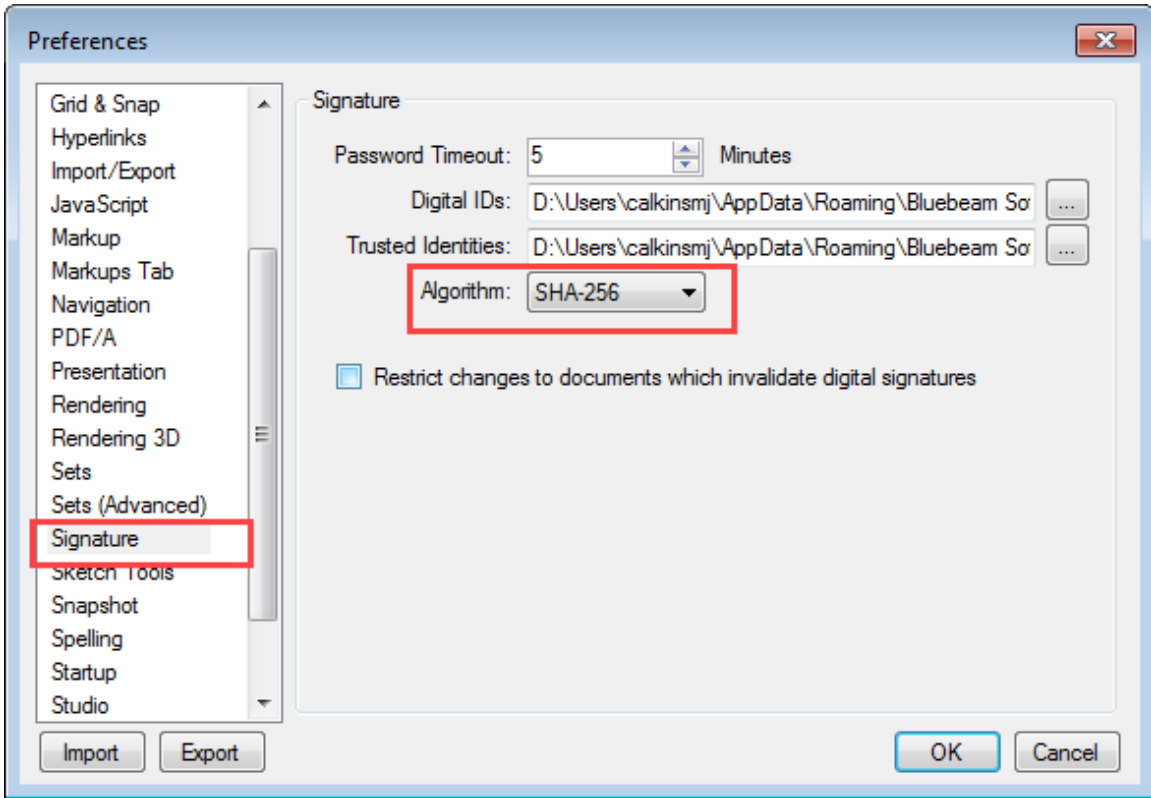 Preferences
Grid & Snap
Hyperlinks
Import/Export
JavaScript
Markup
Markups Tab
Navigation
PDF/A
Presentation
Rendering
Rendering 3D
Sets
Sets (Advanced)
Signature
Sketch Tools
Snapshot
Spelling
Startup
Studio
Import Export
Signature
Password Timeout: 5 Minutes
Digital IDs: D:\Users\calkinsmj\AppData\Roaming\Bluebeam Sof ...
Trusted Identities: D:\Users\calkinsmj\AppData\Roaming\Bluebeam Sof ...
Algorithm: SHA-256
Restrict changes to documents which invalidate digital signatures
OK Cancel